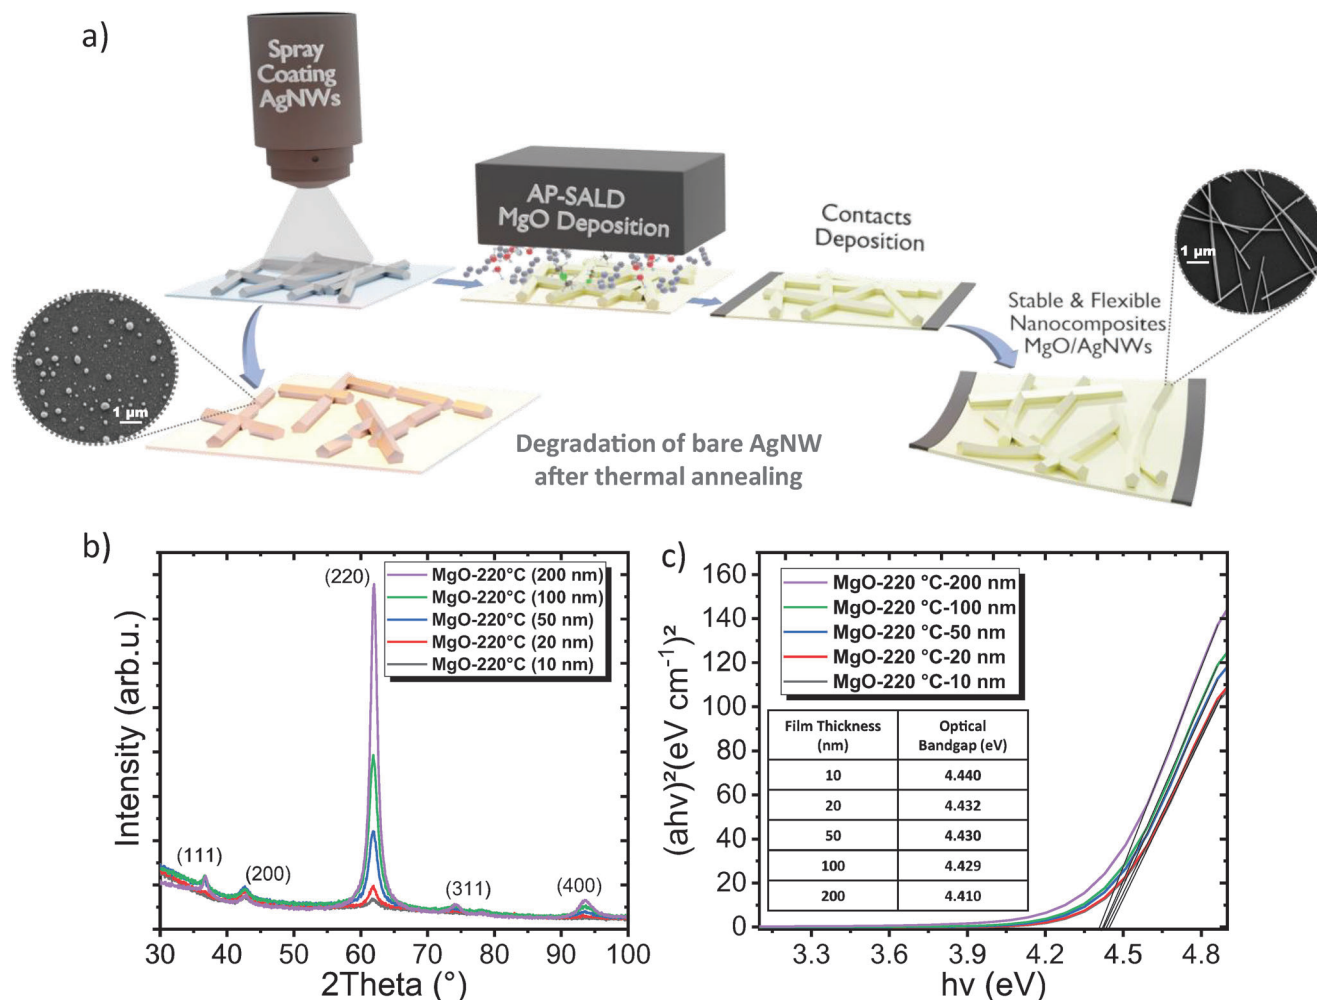 a)
Spray
Coating
AgNWs
AP-SALD
MgO Deposition
Contacts
Deposition
1 µm
Stable & Flexible
Nanocomposites
MgO/AgNWs
1 µm
Degradation of bare AgNW
after thermal annealing
b)
Intensity (arb.u.)
(220)
MgO-220°C (200 nm)
MgO-220°C (100 nm)
MgO-220°C (50 nm)
MgO-220°C (20 nm)
MgO-220°C (10 nm)
(111)
(200)
(311)
(400)
30 40 50 60 70 80 90 100
2Theta (°)
c)
(ahv)²(eV cm⁻¹)²
160
140
120
100
80
60
40
20
0
MgO-220 °C-200 nm
MgO-220 °C-100 nm
MgO-220 °C-50 nm
MgO-220 °C-20 nm
MgO-220 °C-10 nm
Film Thickness (nm) Optical Bandgap (eV)
10 4.440
20 4.432
50 4.430
100 4.429
200 4.410
3.3 3.6 3.9 4.2 4.5 4.8
hv (eV)